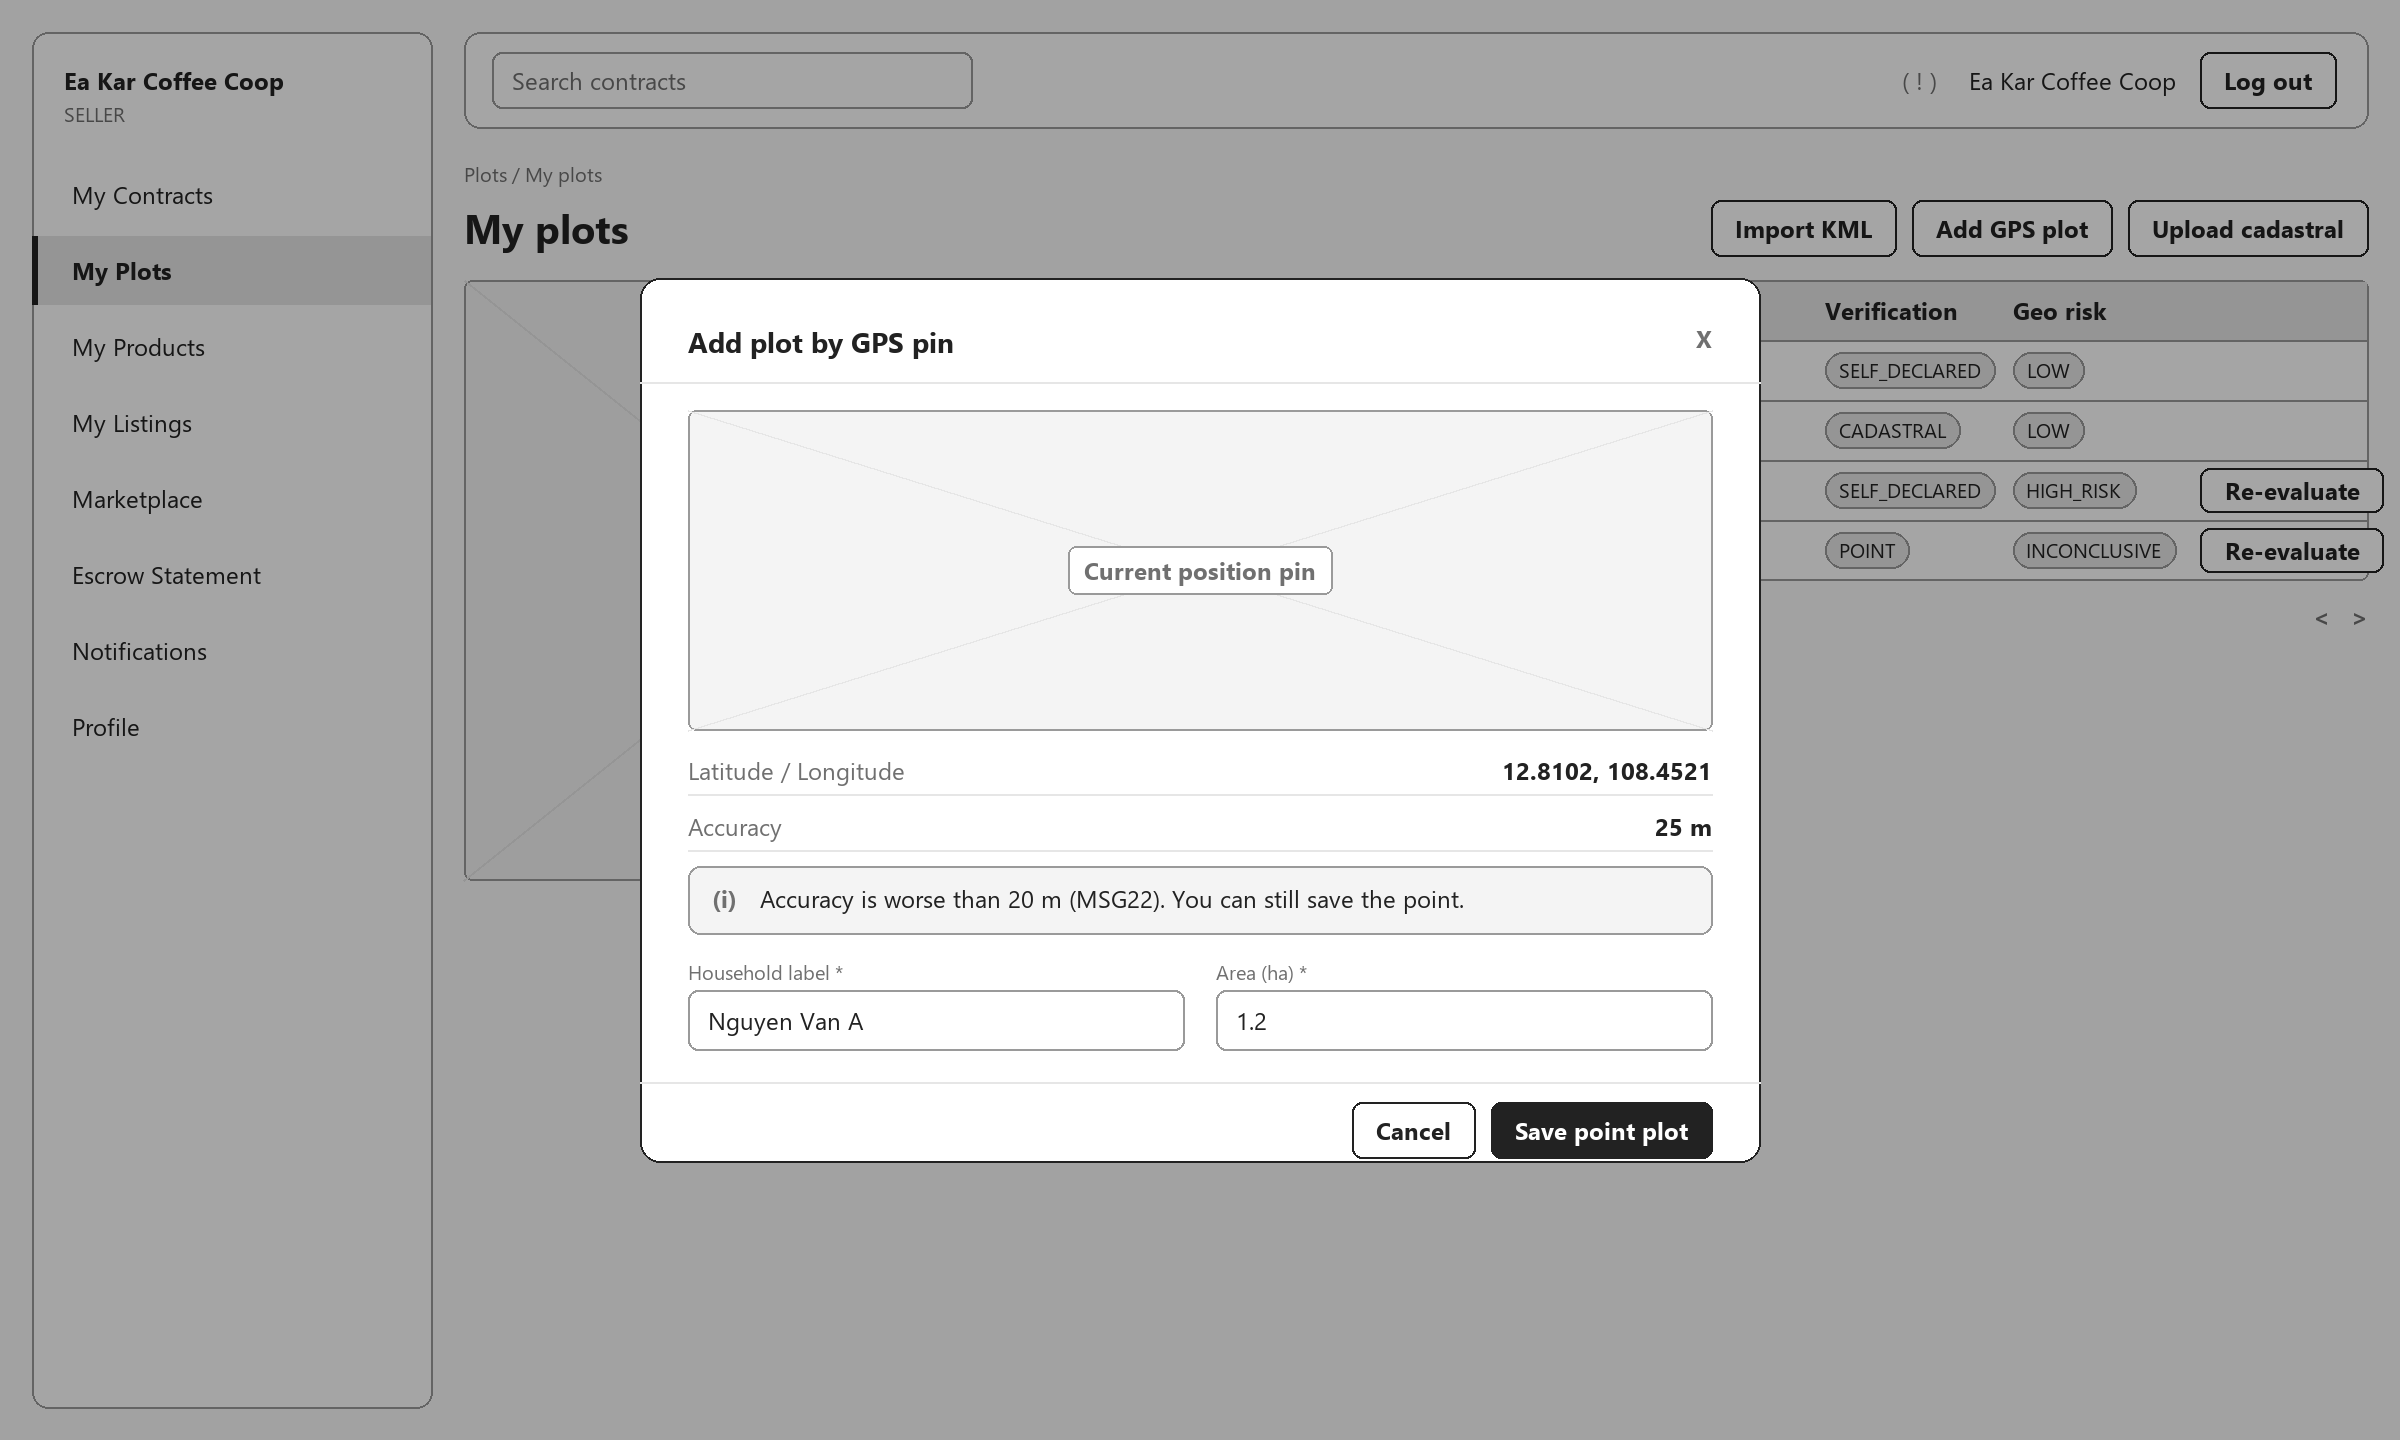 Ea Kar Coffee Coop
SELLER
My Contracts
My Plots
My Products
My Listings
Marketplace
Escrow Statement
Notifications
Profile
Search contracts
( ! )
Ea Kar Coffee Coop
Log out
Plots / My plots
My plots
Import KML
Add GPS plot
Upload cadastral
Verification
Geo risk
SELF_DECLARED
LOW
CADASTRAL
LOW
SELF_DECLARED
HIGH_RISK
Re-evaluate
POINT
INCONCLUSIVE
Re-evaluate
< >
Add plot by GPS pin
X
Current position pin
Latitude / Longitude
12.8102, 108.4521
Accuracy
25 m
(i) Accuracy is worse than 20 m (MSG22). You can still save the point.
Household label *
Nguyen Van A
Area (ha) *
1.2
Cancel
Save point plot